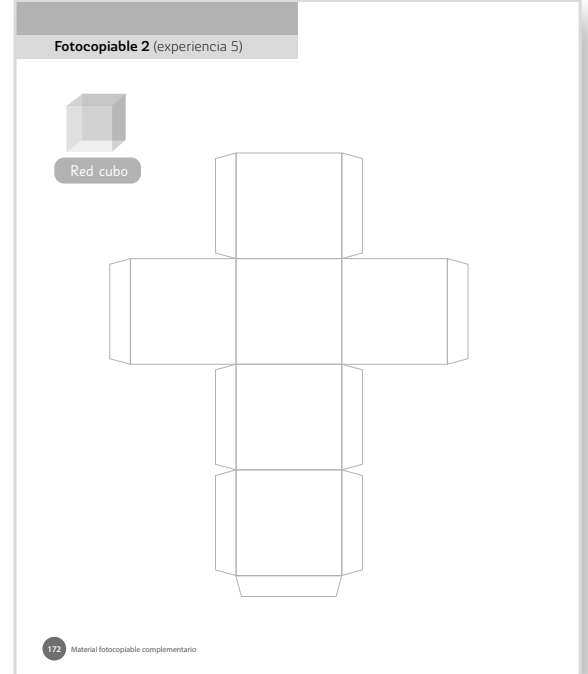 Fotocopiable 2 (experiencia 5)
Red cubo
172 Material fotocopiable complementario